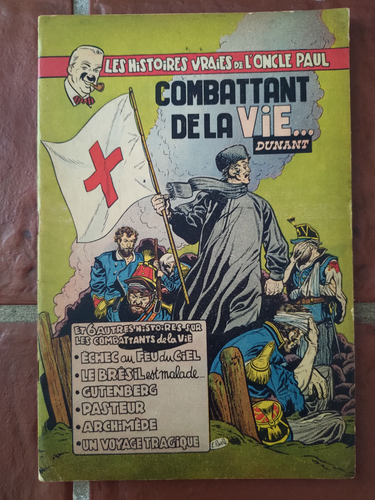 LES HISTOIRES VRAIES DE L'ONCLE PAUL
COMBATTANT
DE LA VIE...
DUNANT
ET 6 AUTRES HISTOIRES SUR
LES COMBATTANTS de la VIE
• ÉCHEC au FEU du CIEL
• LE BRÉSIL est malade...
• GUTENBERG
• PASTEUR
• ARCHIMÈDE
• UN VOYAGE TRAGIQUE